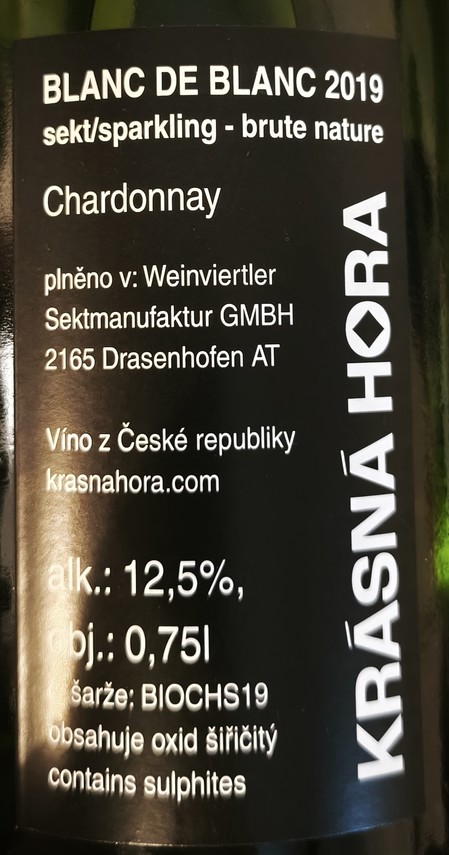 BLANC DE BLANC 2019
sekt/sparkling - brute nature
Chardonnay
plněno v: Weinviertler
Sektmanufaktur GMBH
2165 Drasenhofen AT
Víno z České republiky
krasnahora.com
alk.: 12,5%,
obj.: 0,75l
šarže: BIOCHS19
obsahuje oxid šiřičitý
contains sulphites
KRÁSNÁ HORA